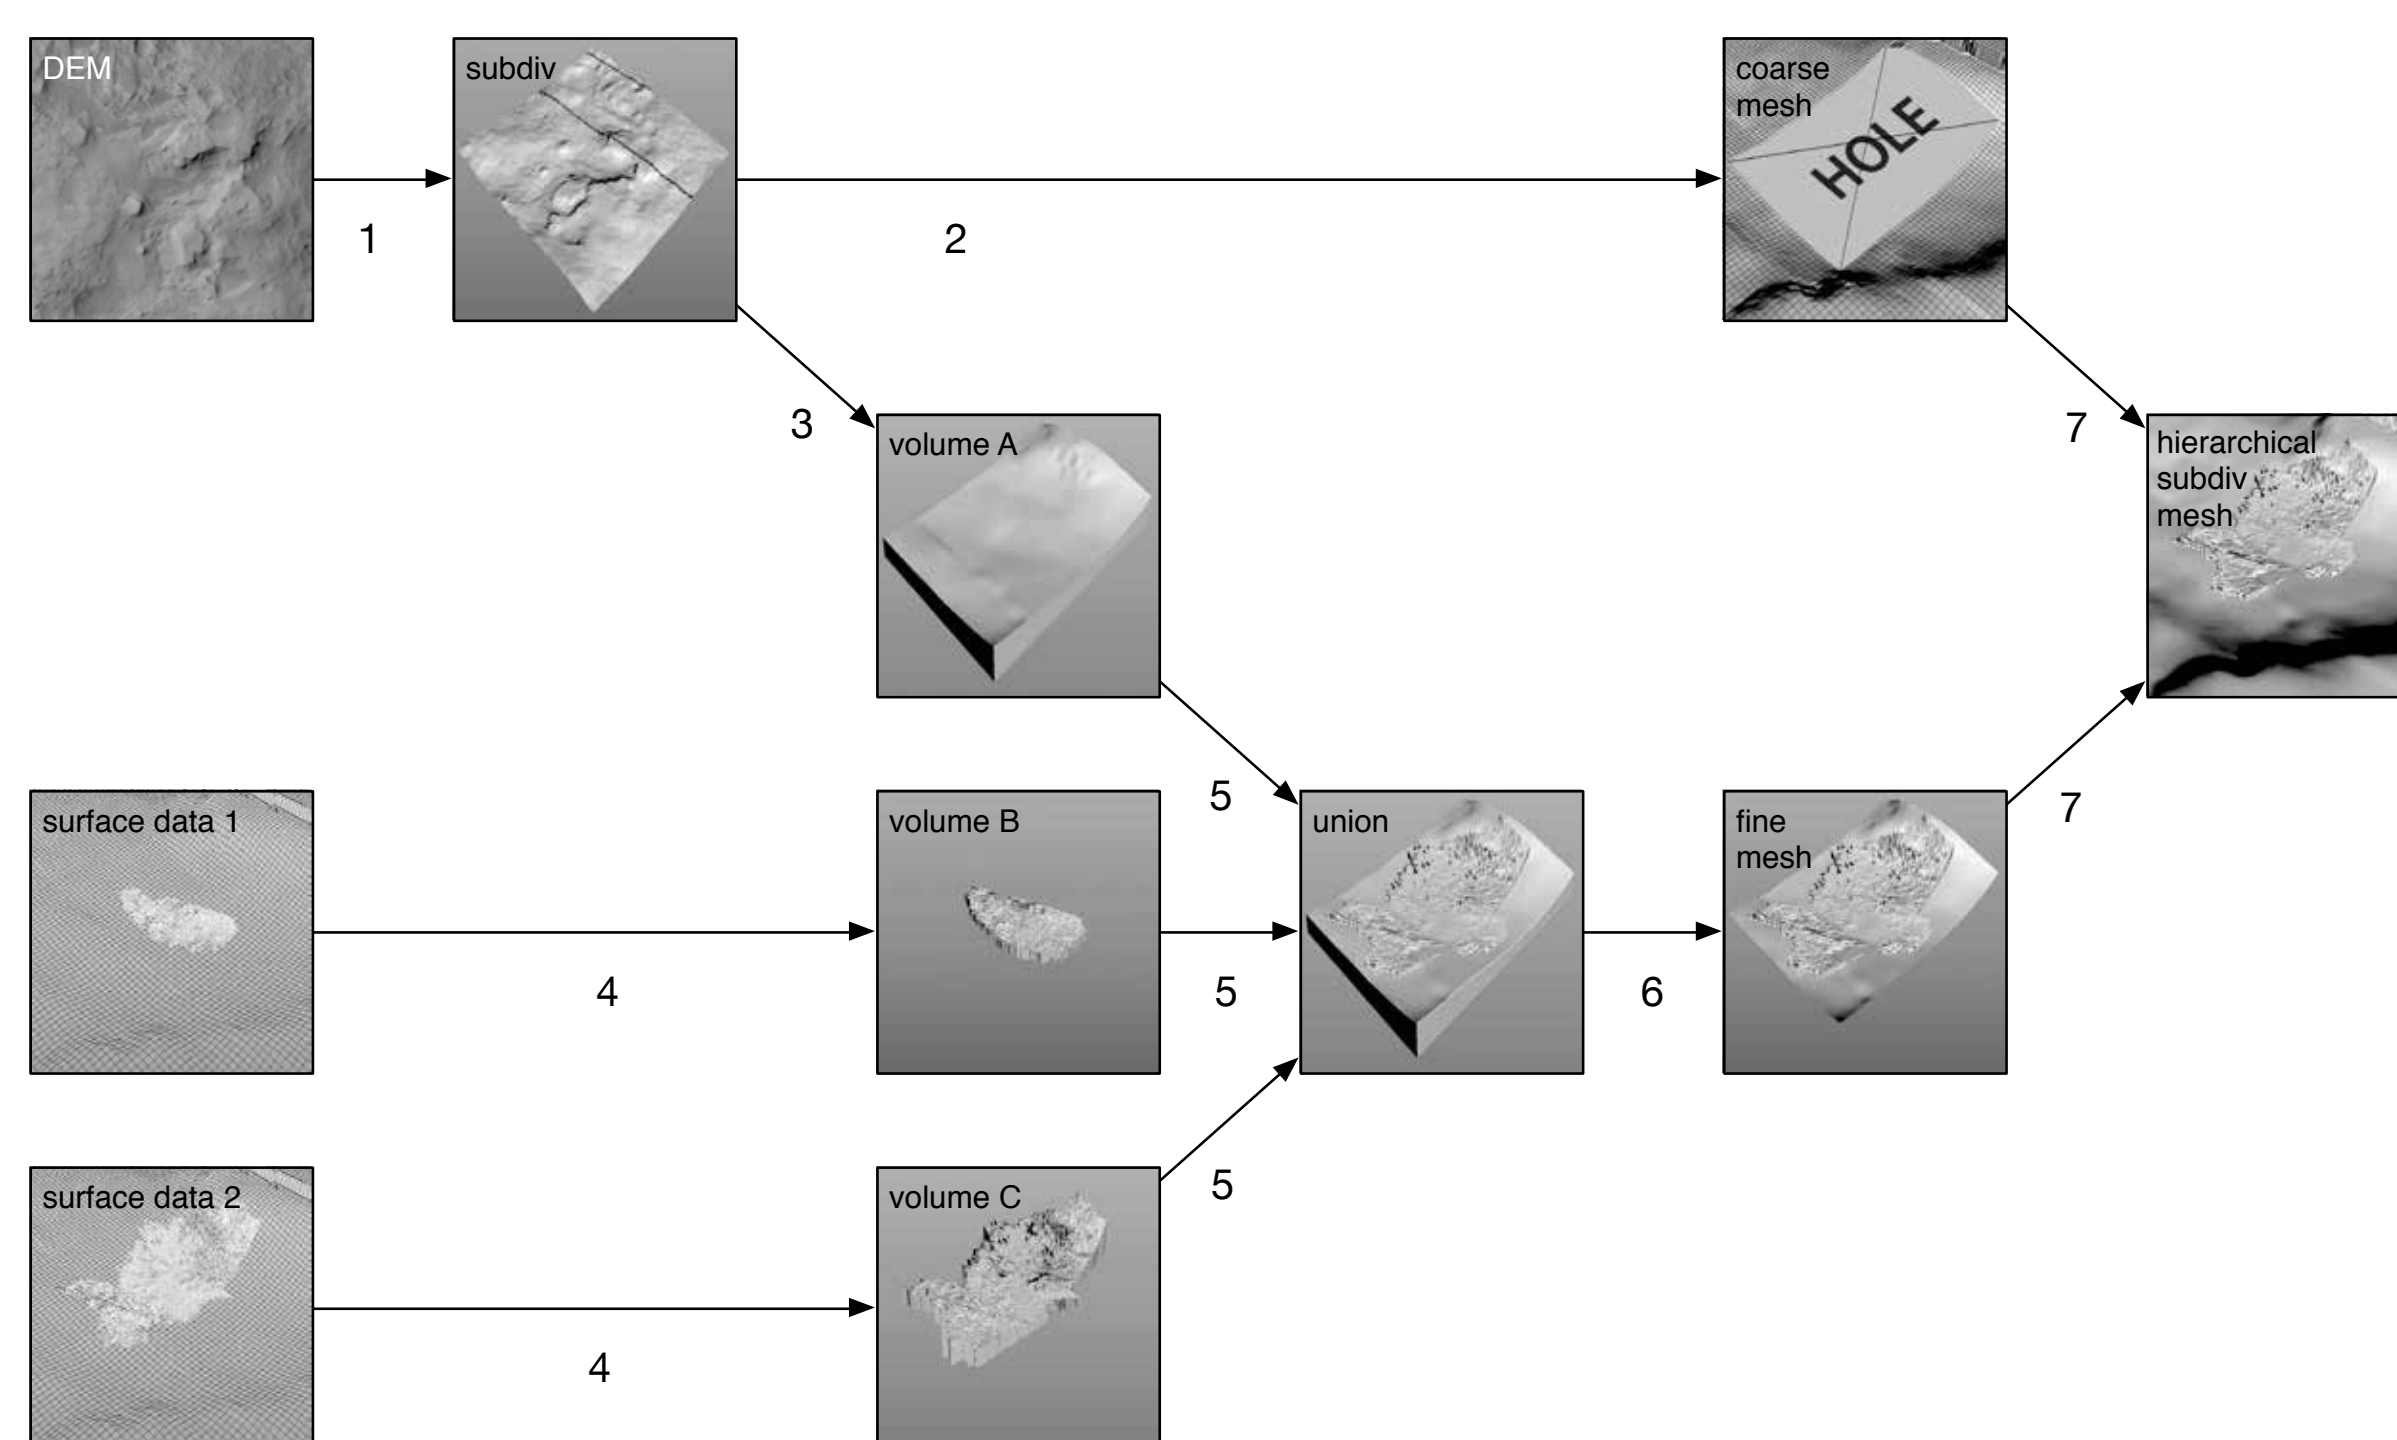 DEM
subdiv
coarse
mesh
HOLE
1
2
3
volume A
7
hierarchical
subdiv
mesh
surface data 1
volume B
5
union
fine
mesh
7
4
5
6
surface data 2
volume C
5
4